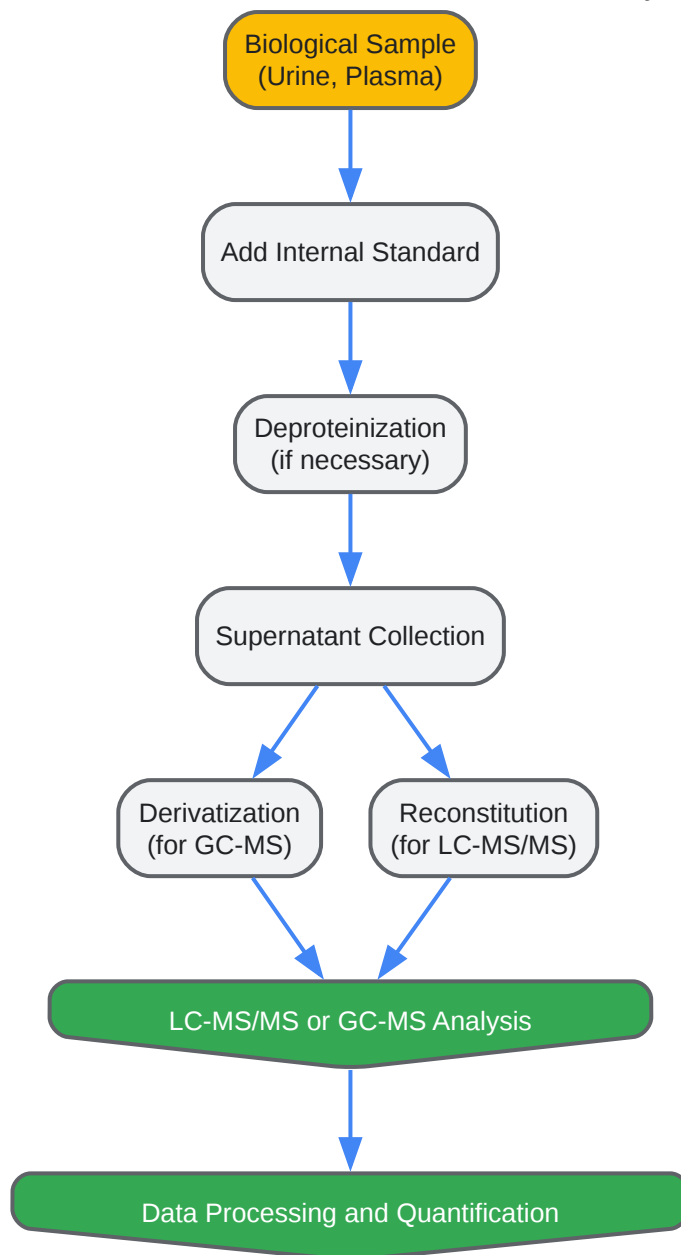 Biological Sample
(Urine, Plasma)
Add Internal Standard
Deproteinization
(if necessary)
Supernatant Collection
Derivatization
(for GC-MS)
Reconstitution
(for LC-MS/MS)
LC-MS/MS or GC-MS Analysis
Data Processing and Quantification